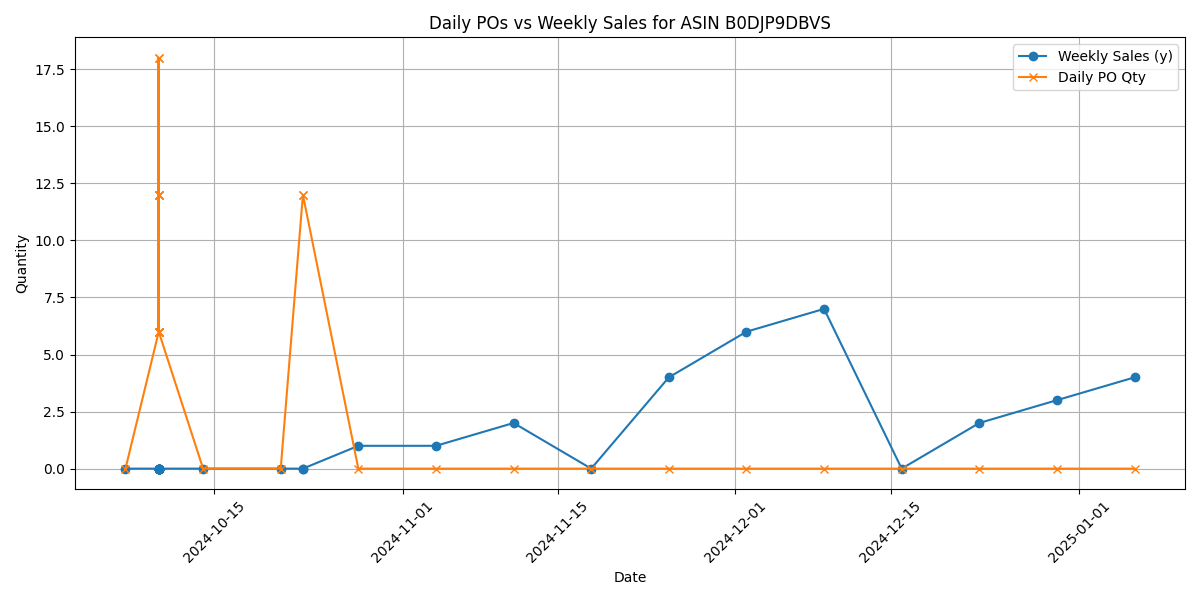 Daily POs vs Weekly Sales for ASIN B0DJP9DBVS
Weekly Sales (y)
Daily PO Qty
Quantity
17.5
15.0
12.5
10.0
7.5
5.0
2.5
0.0
2024-10-15
2024-11-01
2024-11-15
2024-12-01
2024-12-15
2025-01-01
Date